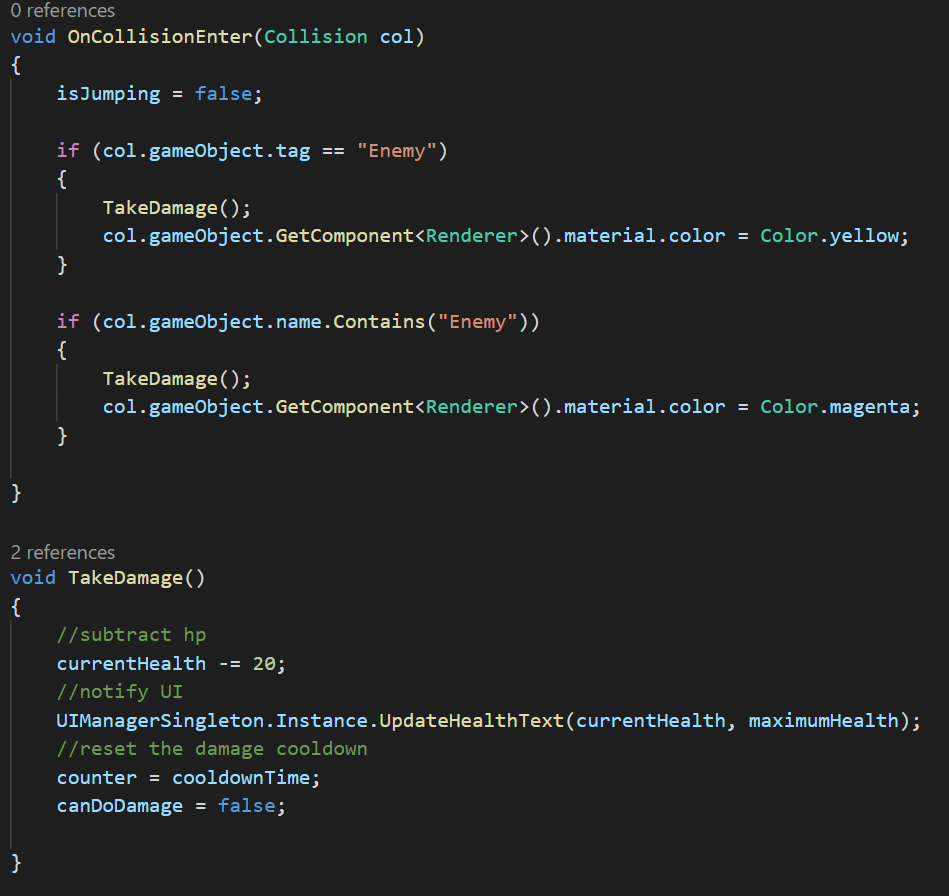 0 references
void OnCollisionEnter(Collision col)
{
    isJumping = false;

    if (col.gameObject.tag == "Enemy")
    {
        TakeDamage();
        col.gameObject.GetComponent<Renderer>().material.color = Color.yellow;
    }

    if (col.gameObject.name.Contains("Enemy"))
    {
        TakeDamage();
        col.gameObject.GetComponent<Renderer>().material.color = Color.magenta;
    }

}

2 references
void TakeDamage()
{
    //subtract hp
    currentHealth -= 20;
    //notify UI
    UIManagerSingleton.Instance.UpdateHealthText(currentHealth, maximumHealth);
    //reset the damage cooldown
    counter = cooldownTime;
    canDoDamage = false;

}